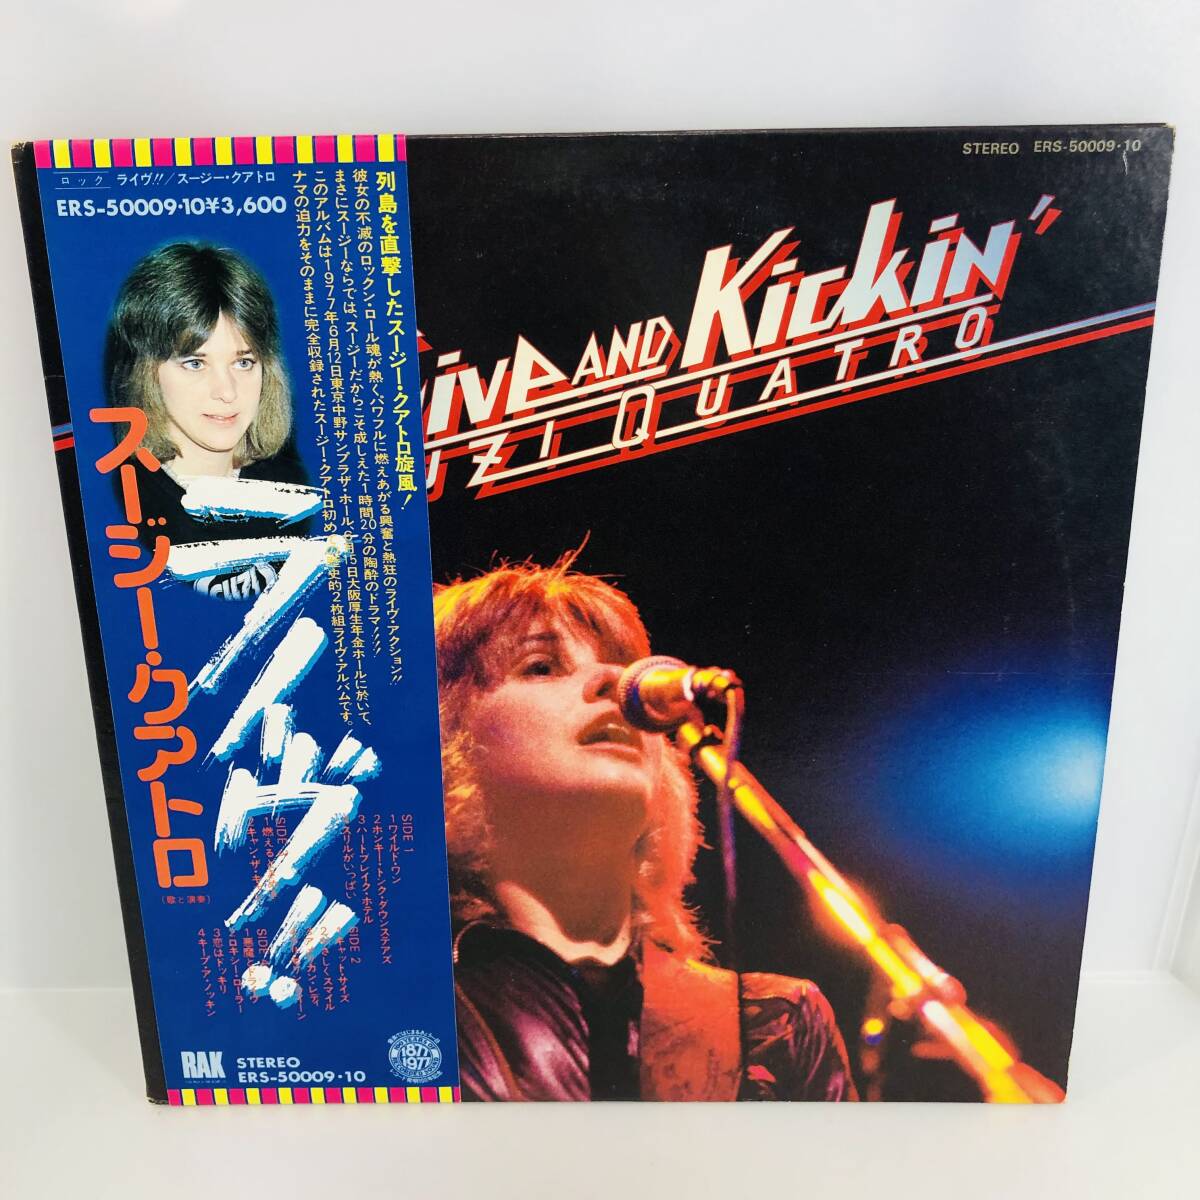 STEREO ERS-50009・10
Live AND Kickin'
UZI QUATRO
ロック ライヴ!!/スージー・クアトロ
ERS-50009・10¥3,600
列島を直撃したスージー・クアトロ旋風!
彼女の不滅のロックン・ロール魂が熱く、パワフルに燃えあがる興奮と熱狂のライヴ・アクション!!
まさにスージーならでは、スージーだからこそ成しえた1時間20分の陶酔のドラマ!!!!
このアルバムは1977年6月12日東京中野サンプラザ・ホール、6月15日大阪厚生年金ホールに於いて、
ナマの迫力をそのままに完全収録されたスージー・クアトロ初め 歴史的2枚組ライヴ・アルバムです。
スージー・クアトロ
(歌と演奏)
ライヴ!!
SUZI
SIDE 1
1 ワイルド・ワン
2 ホンキー・トンク・ダウンステアズ
3 ハートブレイク・ホテル
スリルがいっぱい
SIDE 2
キャット・サイズ
2 やさしくスマイル
アメリカン・レディ
SIDE
1 燃える
2 キャン・ザ・キ
SIDE
1 悪魔とドライヴ
2 ロキシー・ローラー
3 恋はドッキリ
4 キープ・ア・ノッキン
RAK
STEREO
ERS-50009・10
1877
1977